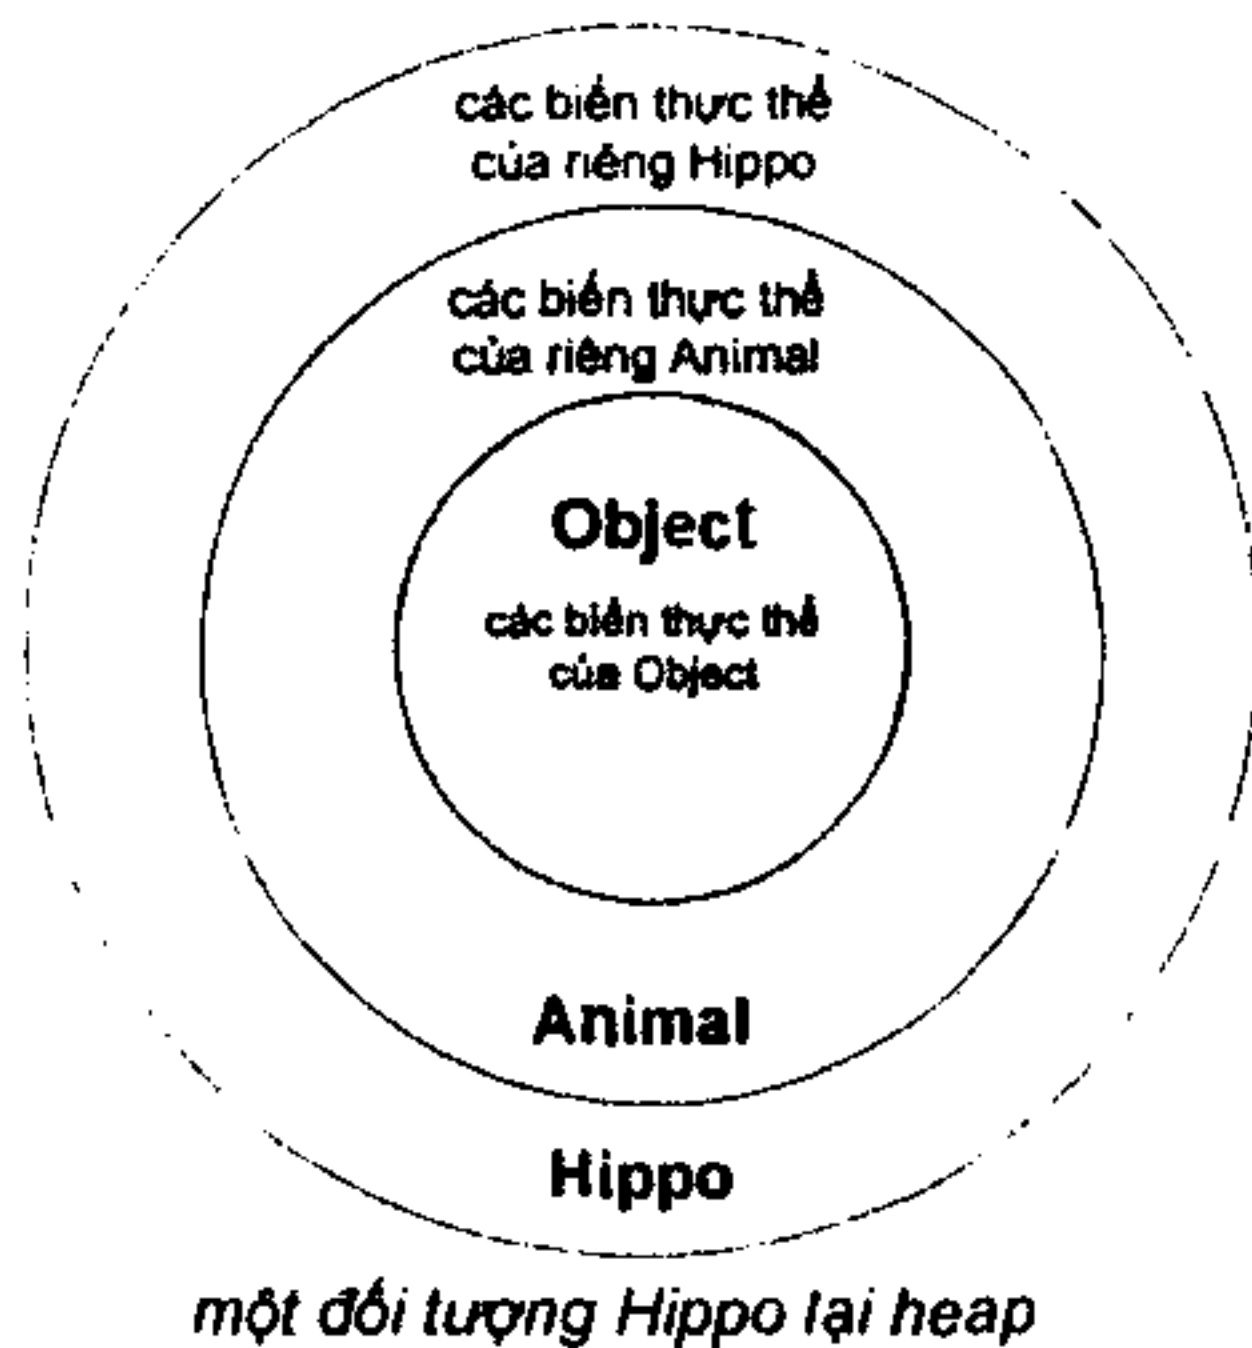 các biến thực thể
của riêng Hippo
các biến thực thể
của riêng Animal
Object
các biến thực thể
của Object
Animal
Hippo
một đối tượng Hippo lại heap